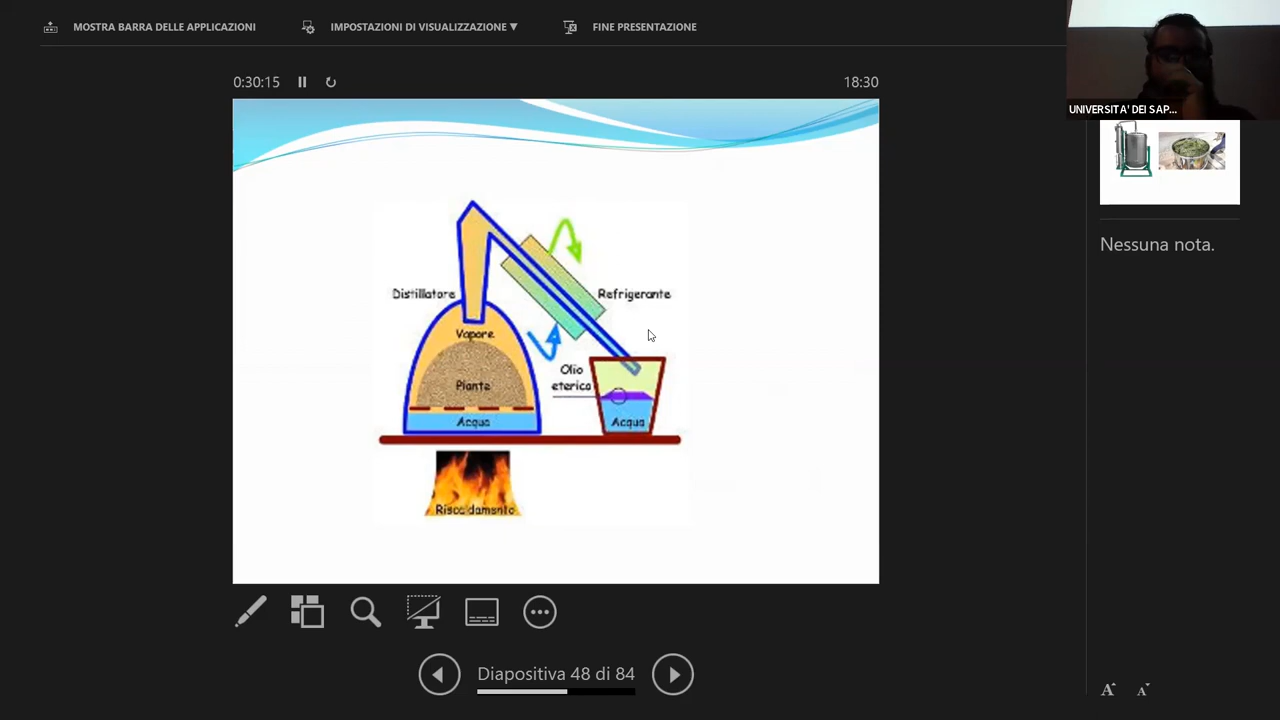 MOSTRA BARRA DELLE APPLICAZIONI
IMPOSTAZIONI DI VISUALIZZAZIONE ▼
FINE PRESENTAZIONE
UNIVERSITA' DEI SAP...
0:30:15
18:30
Nessuna nota.
Distillatore
Refrigerante
Vapore
Olio
eterico
Piante
Acqua
Acqua
Riscaldamento
Diapositiva 48 di 84
A
A